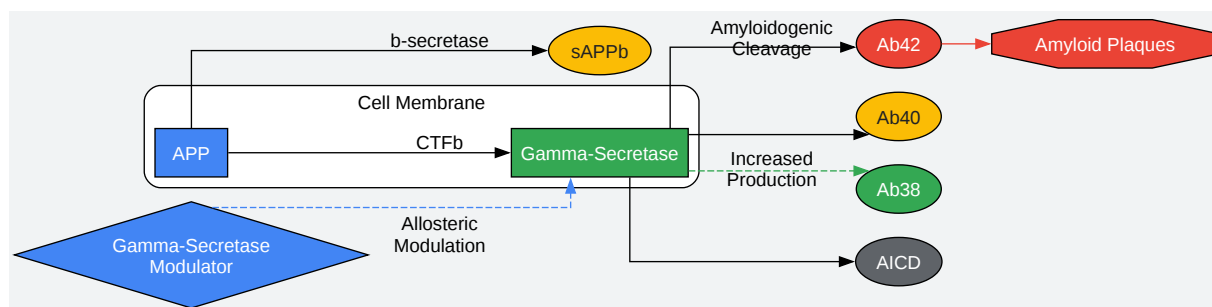 b-secretase
sAPPb
Amyloidogenic
Cleavage
Ab42
Amyloid Plaques
Cell Membrane
APP
CTFb
Gamma-Secretase
Ab40
Increased
Production
Ab38
Allosteric
Modulation
Gamma-Secretase
Modulator
AICD